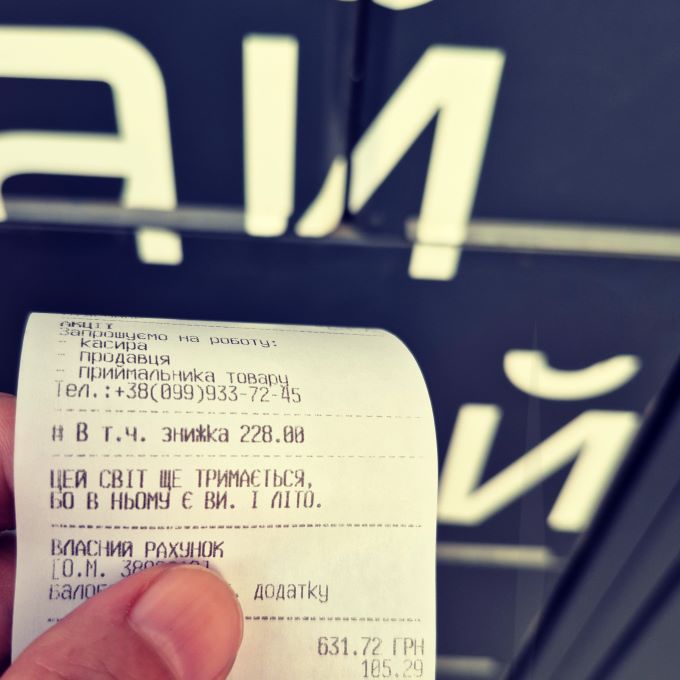 ай
й
АКЦІЇ
Запрошуємо на роботу:
- касира
- продавця
- приймальника товару
Тел.:+38(099)933-72-45
# В т.ч. знижка 228.00
ЦЕЙ СВІТ ЩЕ ТРИМАЄТЬСЯ,
БО В НЬОМУ Є ВИ. І ЛІТО.
ВЛАСНИЙ РАХУНОК
[О.М.
додатку
631.72 ГРН
105.29